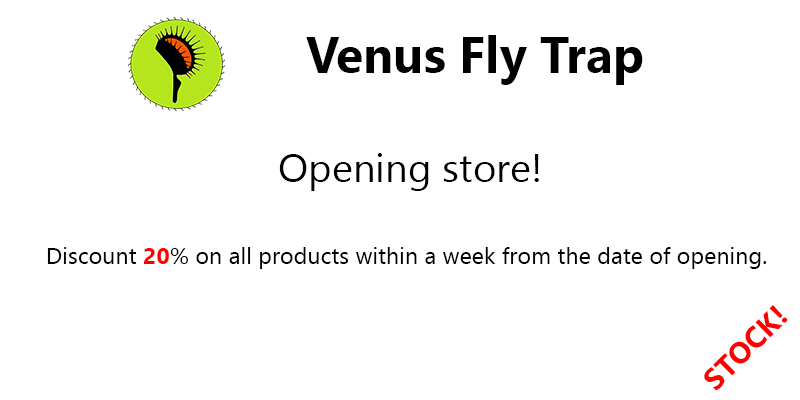 Venus Fly Trap
Opening store!
Discount 20% on all products within a week from the date of opening.
STOCK!